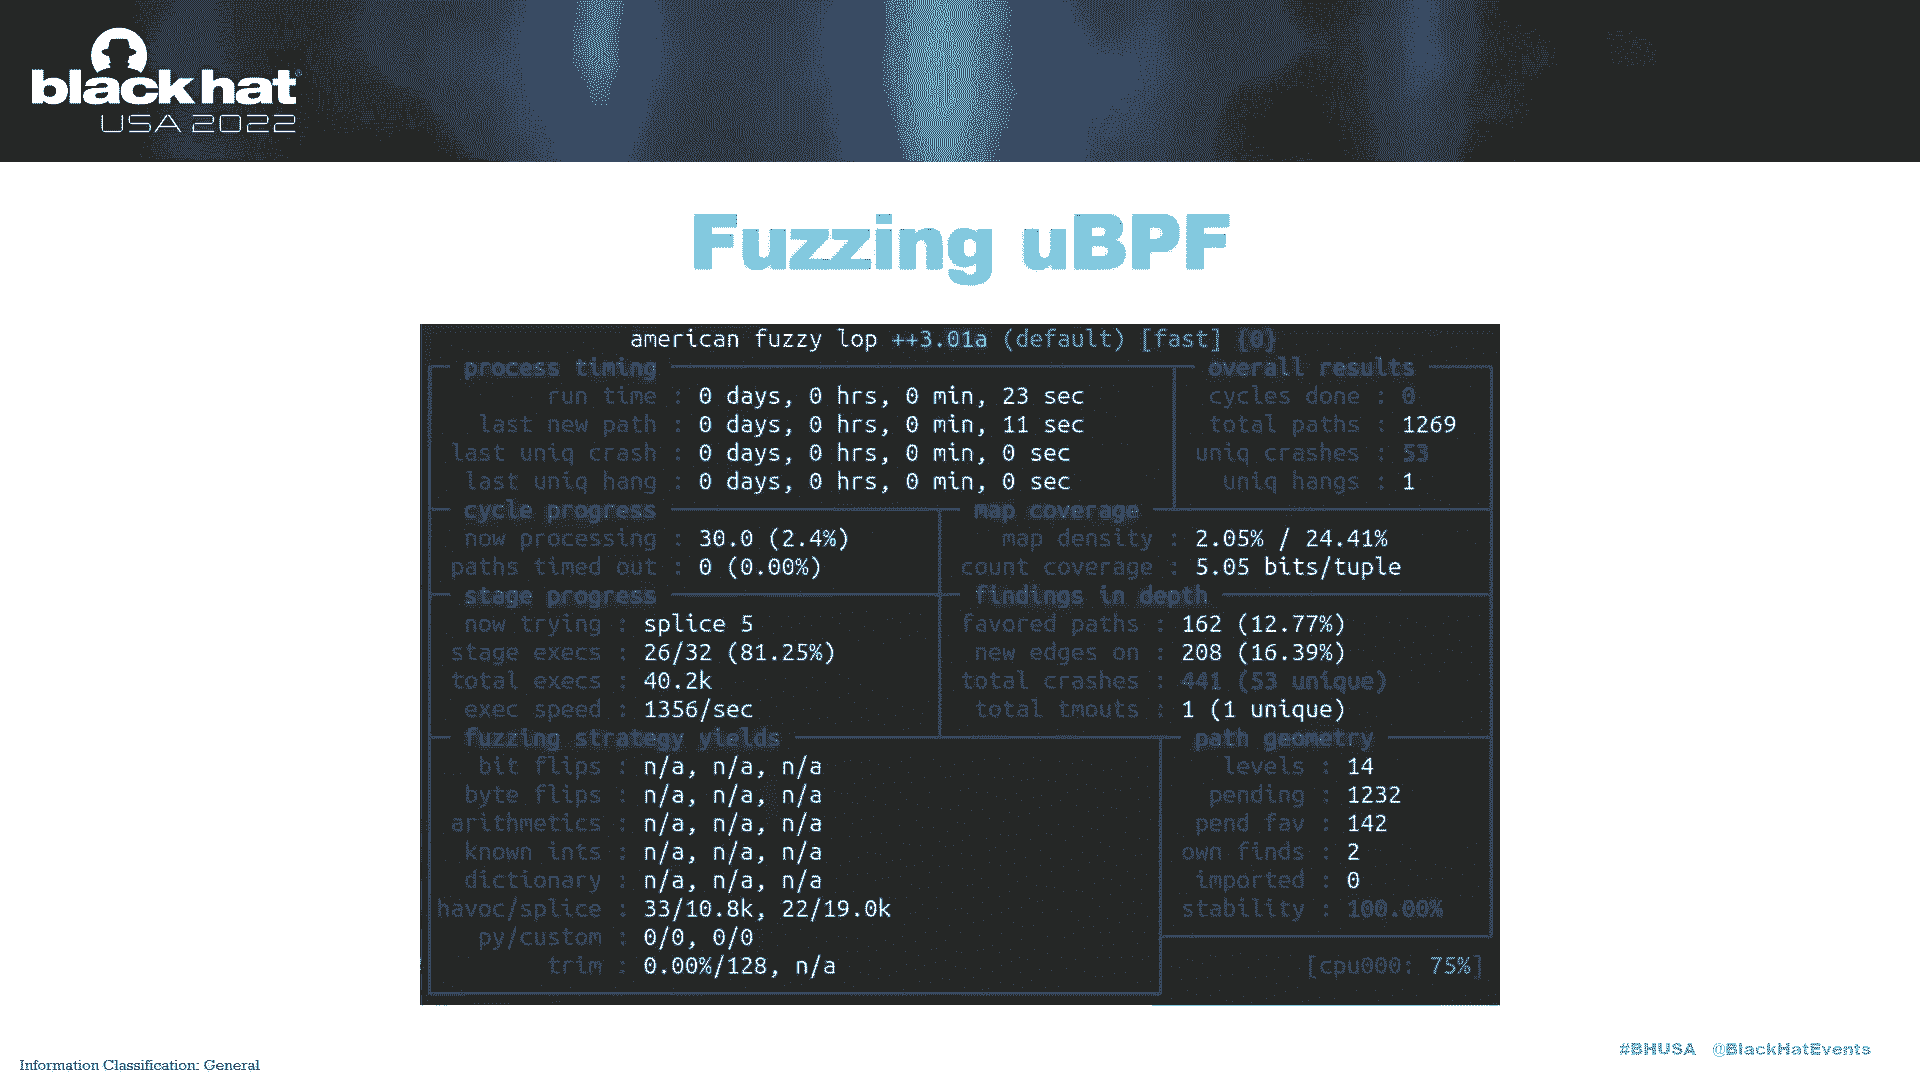 black hat
USA 2022
Fuzzing uBPF
american fuzzy lop ++3.01a (default) [fast] {0}
process timing
run time : 0 days, 0 hrs, 0 min, 23 sec
last new path : 0 days, 0 hrs, 0 min, 11 sec
last uniq crash : 0 days, 0 hrs, 0 min, 0 sec
last uniq hang : 0 days, 0 hrs, 0 min, 0 sec
overall results
cycles done : 0
total paths : 1269
uniq crashes : 53
uniq hangs : 1
cycle progress
now processing : 30.0 (2.4%)
paths timed out : 0 (0.00%)
map coverage
map density : 2.05% / 24.41%
count coverage : 5.05 bits/tuple
stage progress
now trying : splice 5
stage execs : 26/32 (81.25%)
total execs : 40.2k
exec speed : 1356/sec
findings in depth
favored paths : 162 (12.77%)
new edges on : 208 (16.39%)
total crashes : 441 (53 unique)
total tmouts : 1 (1 unique)
fuzzing strategy yields
bit flips : n/a, n/a, n/a
byte flips : n/a, n/a, n/a
arithmetics : n/a, n/a, n/a
known ints : n/a, n/a, n/a
dictionary : n/a, n/a, n/a
havoc/splice : 33/10.8k, 22/19.0k
py/custom : 0/0, 0/0
trim : 0.00%/128, n/a
path geometry
levels : 14
pending : 1232
pend fav : 142
own finds : 2
imported : 0
stability : 100.00%
[cpu000: 75%]
Information Classification: General
#BHUSA @BlackHatEvents